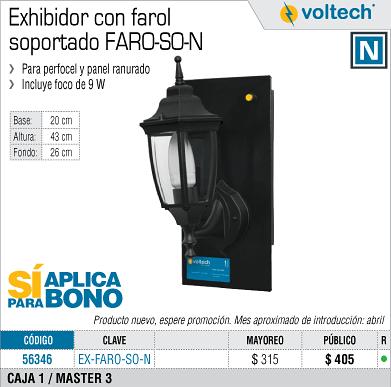 Exhibidor con farol
soportado FARO-SO-N
voltech
N
Para perfocel y panel ranurado
Incluye foco de 9 W
Base: 20 cm
Altura: 43 cm
Fondo: 26 cm
voltech
SÍ APLICA
PARA BONO
Producto nuevo, espere promoción. Mes aproximado de introducción: abril
CÓDIGO CLAVE MAYOREO PÚBLICO R
56346 EX-FARO-SO-N $ 315 $ 405
CAJA 1 / MASTER 3